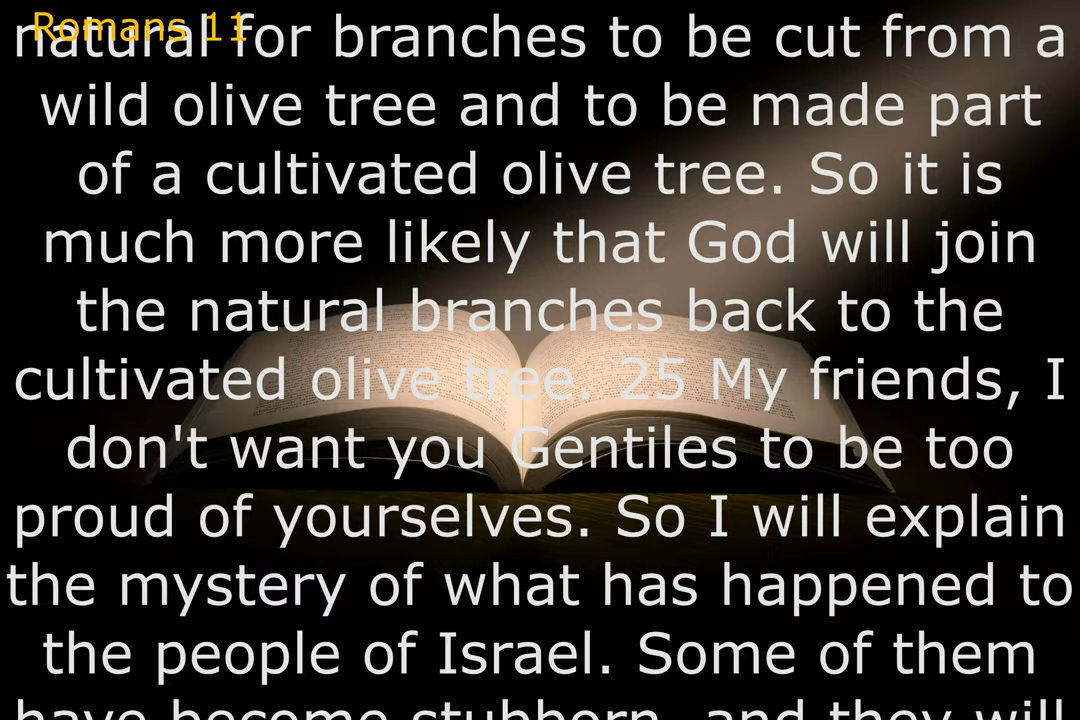 Romans 11
natural for branches to be cut from a
wild olive tree and to be made part
of a cultivated olive tree. So it is
much more likely that God will join
the natural branches back to the
cultivated olive tree. 25 My friends, I
don't want you Gentiles to be too
proud of yourselves. So I will explain
the mystery of what has happened to
the people of Israel. Some of them
have become stubborn, and they will